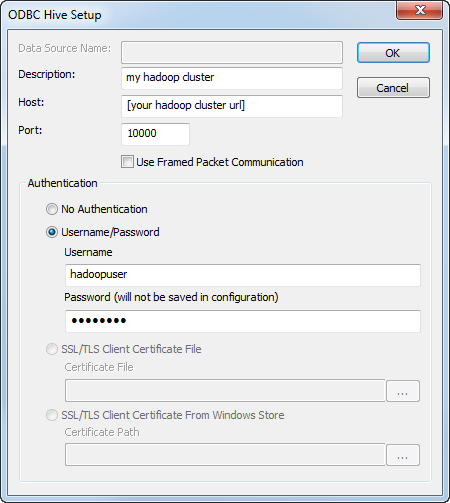 ODBC Hive Setup
Data Source Name:
OK
Description: my hadoop cluster
Cancel
Host: [your hadoop cluster url]
Port: 10000
Use Framed Packet Communication
Authentication
No Authentication
Username/Password
Username
hadoopuser
Password (will not be saved in configuration)
●●●●●●●●
SSL/TLS Client Certificate File
Certificate File
...
SSL/TLS Client Certificate From Windows Store
Certificate Path
...